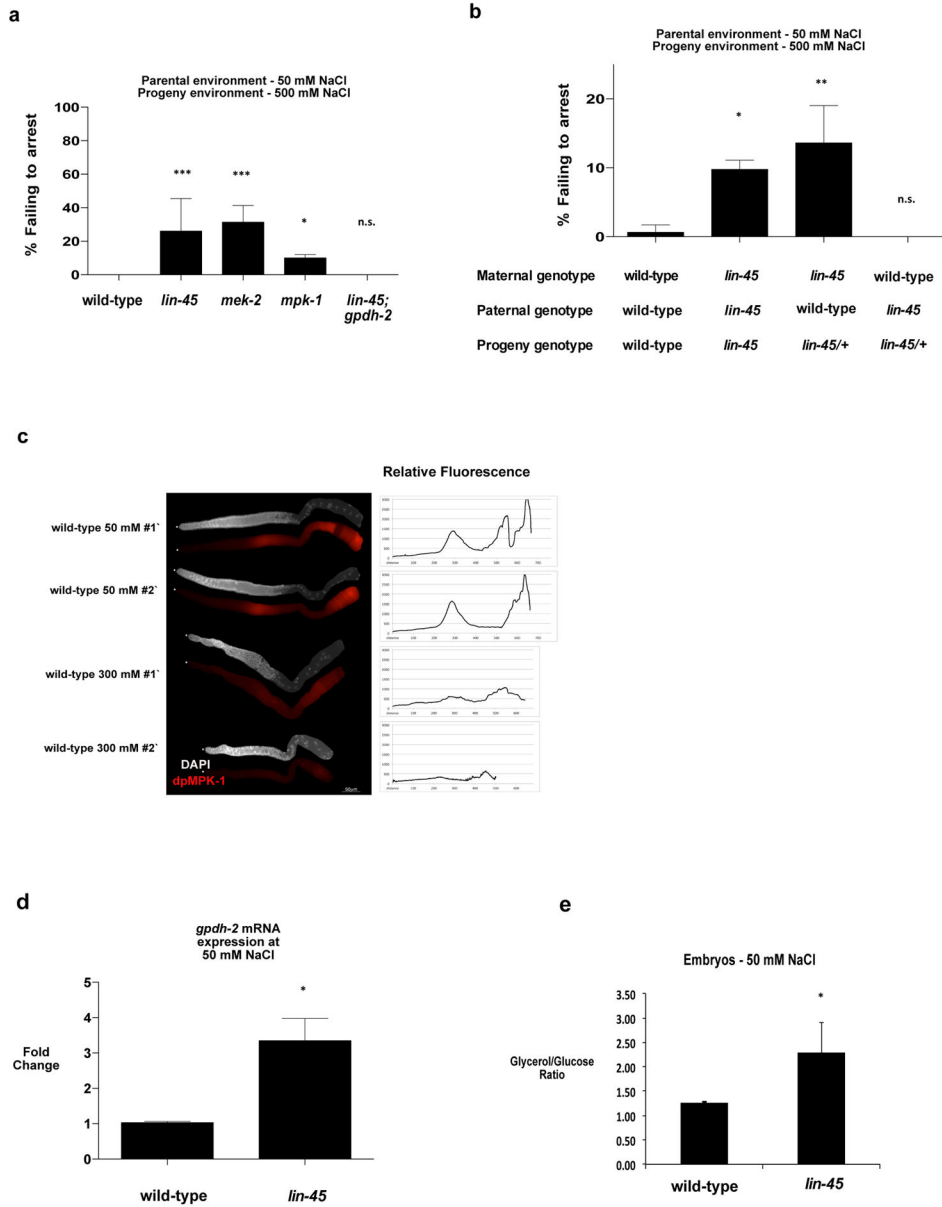 a
Parental environment - 50 mM NaCl
Progeny environment - 500 mM NaCl
% Failing to arrest
100
80
60
40
20
0
***
***
*
n.s.
wild-type
lin-45
mek-2
mpk-1
lin-45;
gpdh-2
b
Parental environment - 50 mM NaCl
Progeny environment - 500 mM NaCl
% Failing to arrest
20
10
0
*
**
n.s.
Maternal genotype wild-type lin-45 lin-45 wild-type
Paternal genotype wild-type lin-45 wild-type lin-45
Progeny genotype wild-type lin-45 lin-45/+ lin-45/+
c
Relative Fluorescence
wild-type 50 mM #1`
wild-type 50 mM #2`
wild-type 300 mM #1`
wild-type 300 mM #2`
DAPI
dpMPK-1
50µm
d
gpdh-2 mRNA
expression at
50 mM NaCl
Fold
Change
5
4
3
2
1
0
*
wild-type
lin-45
e
Embryos - 50 mM NaCl
Glycerol/Glucose
Ratio
3.50
3.00
2.50
2.00
1.50
1.00
0.50
0.00
*
wild-type
lin-45